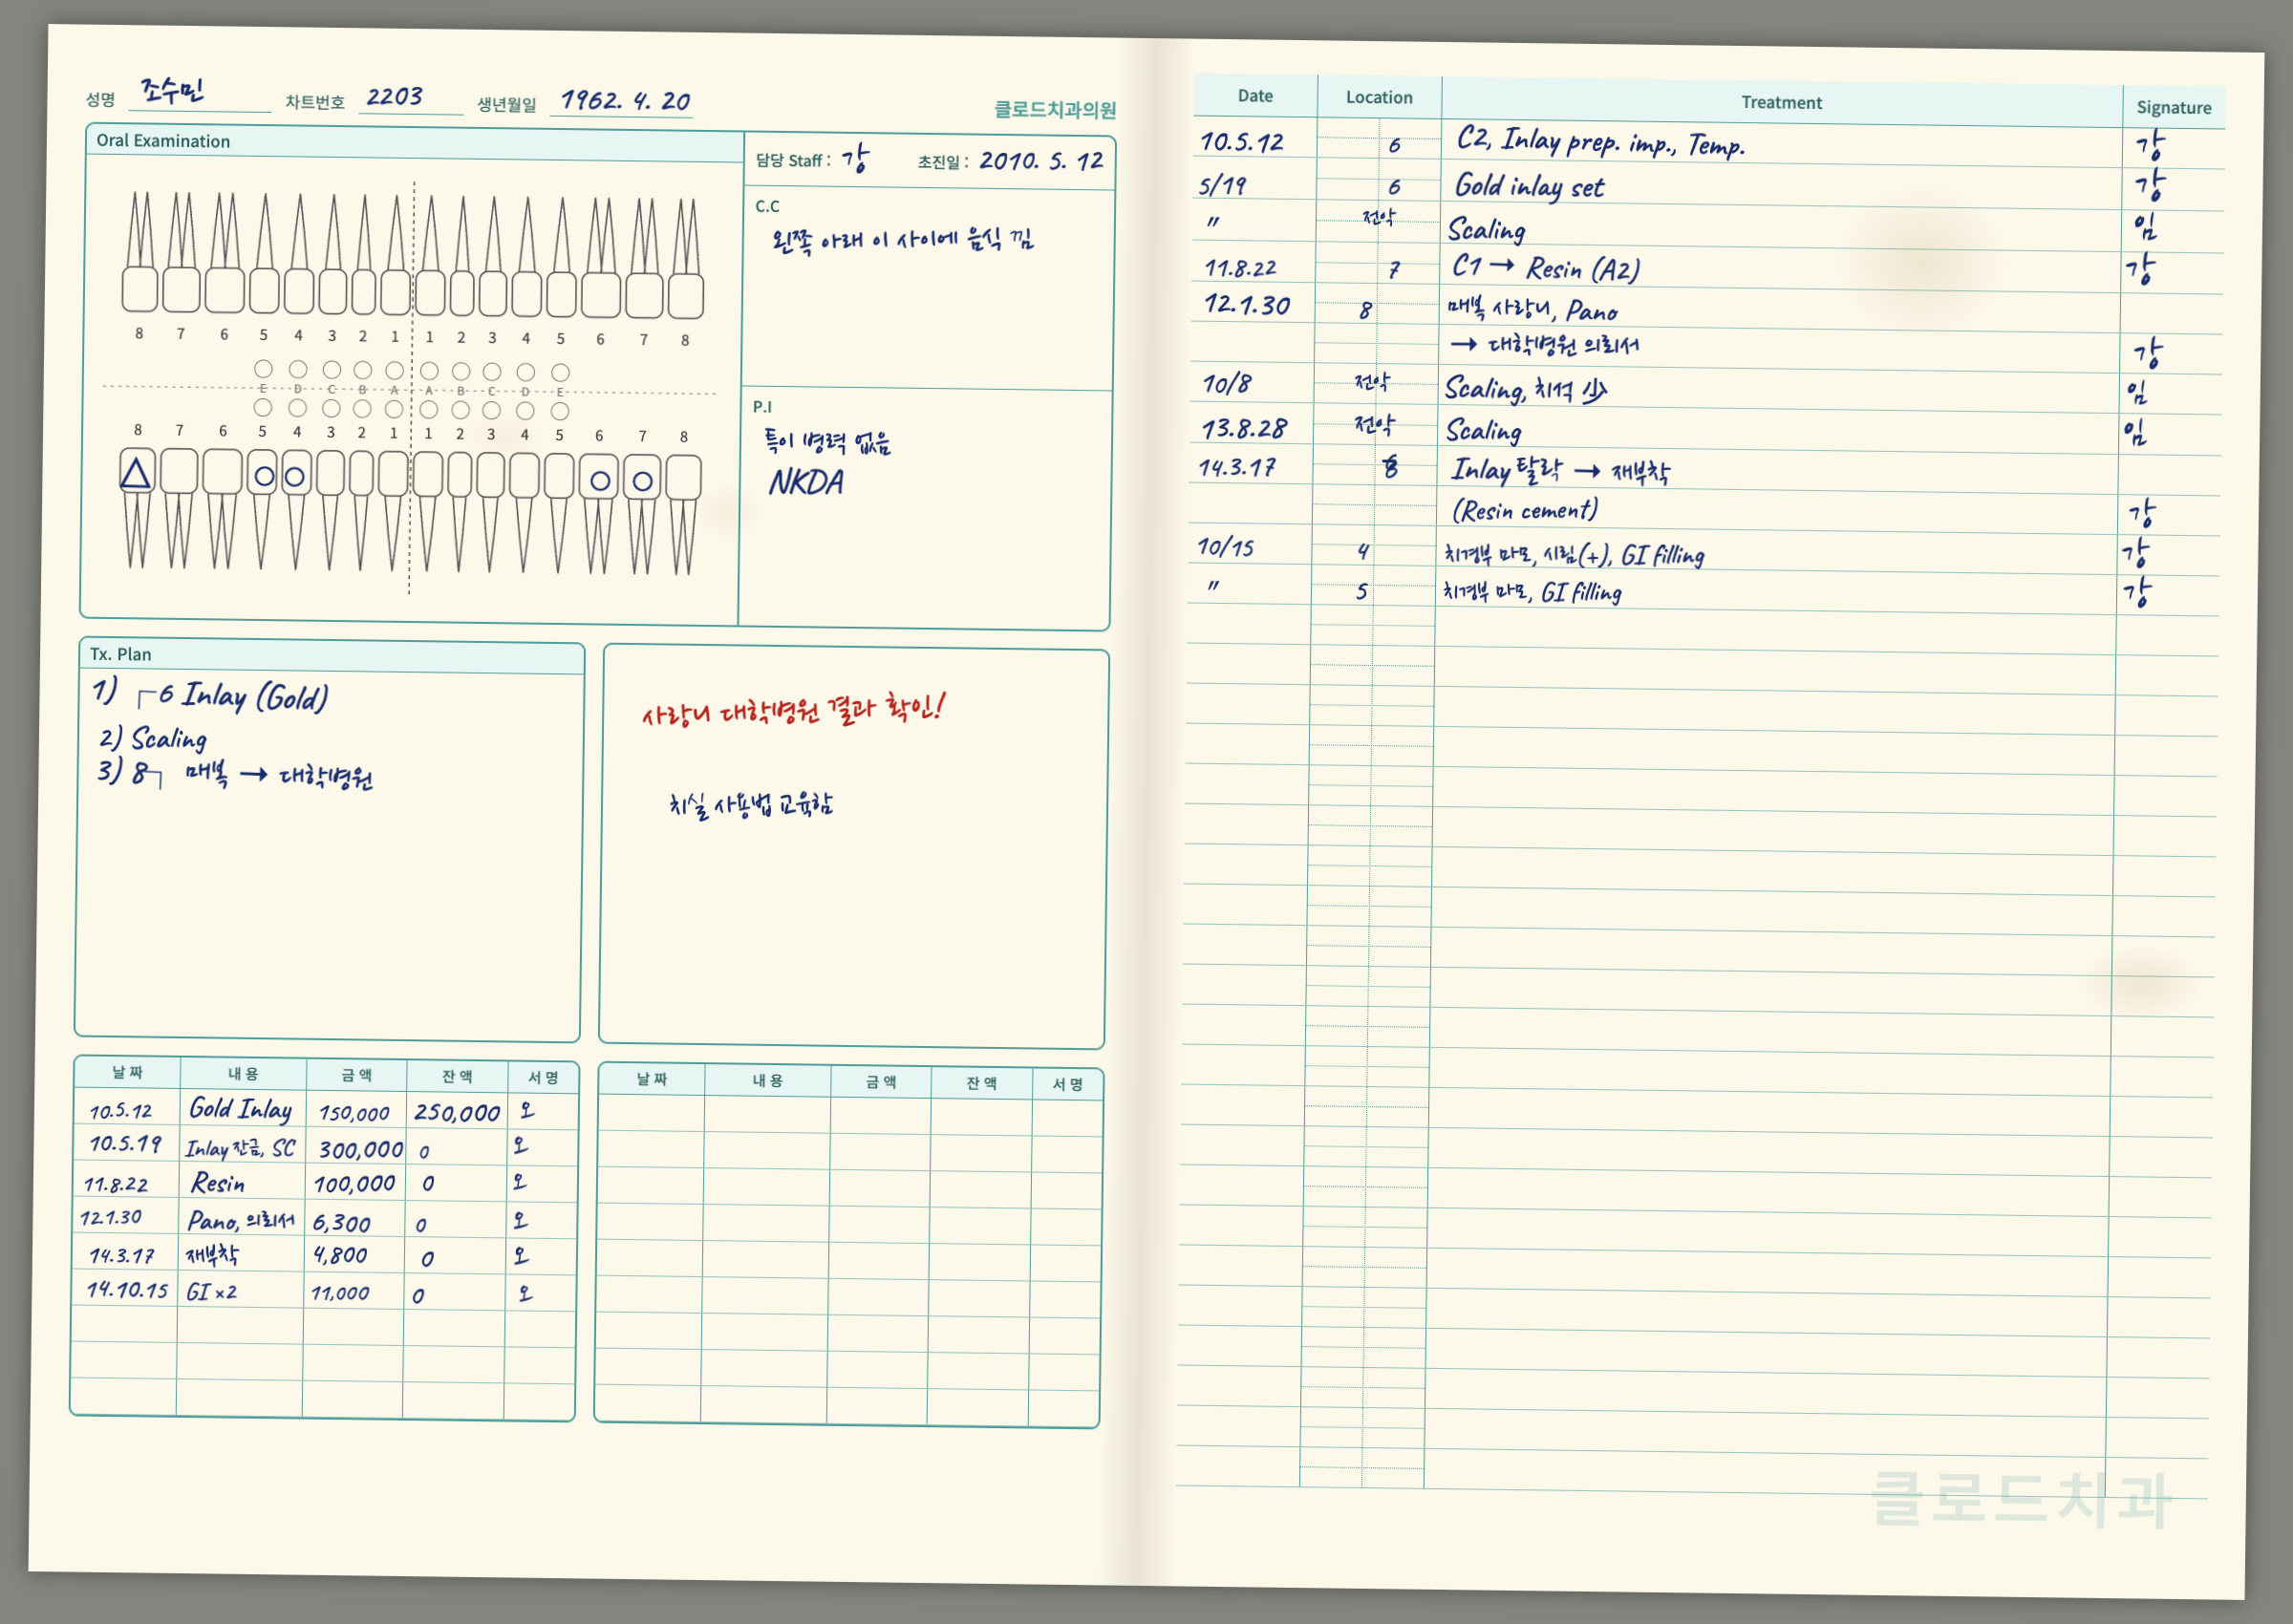 성명 조수민 차트번호 2203 생년월일 1962. 4. 20 클로드치과의원
Oral Examination
8 7 6 5 4 3 2 1 1 2 3 4 5 6 7 8
E D C B A A B C D E
8 7 6 5 4 3 2 1 1 2 3 4 5 6 7 8
담당 Staff : 강 초진일 : 2010. 5. 12
C.C
왼쪽 아래 이 사이에 음식 낌
P.I
특이 병력 없음
NKDA
Tx. Plan
1) ┌6 Inlay (Gold)
2) Scaling
3) 8┐ 매복 → 대학병원
사랑니 대학병원 결과 확인!
치실 사용법 교육함
날 짜 내 용 금 액 잔 액 서 명
10.5.12 Gold Inlay 150,000 250,000 오
10.5.19 Inlay 잔금, SC 300,000 0 오
11.8.22 Resin 100,000 0 오
12.1.30 Pano, 의뢰서 6,300 0 오
14.3.17 재부착 4,800 0 오
14.10.15 GI ×2 11,000 0 오
날 짜 내 용 금 액 잔 액 서 명
Date Location Treatment Signature
10.5.12 6 C2, Inlay prep. imp., Temp. 강
5/19 6 Gold inlay set 강
〃 전악 Scaling 임
11.8.22 7 C1 → Resin (A2) 강
12.1.30 8 매복 사랑니, Pano
→ 대학병원 의뢰서 강
10/8 전악 Scaling, 치석 少 임
13.8.28 전악 Scaling 임
14.3.17 6 Inlay 탈락 → 재부착
(Resin cement) 강
10/15 4 치경부 마모, 시림(+), GI filling 강
〃 5 치경부 마모, GI filling 강
클로드치과